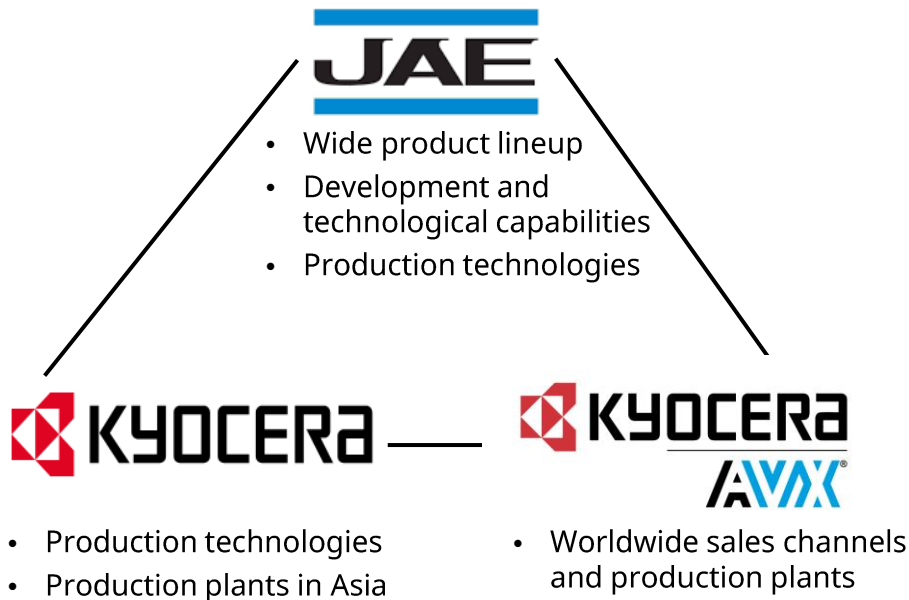 JAE
• Wide product lineup
• Development and
technological capabilities
• Production technologies
KYOCERA
KYOCERA
AVX®
• Production technologies
• Production plants in Asia
• Worldwide sales channels
and production plants